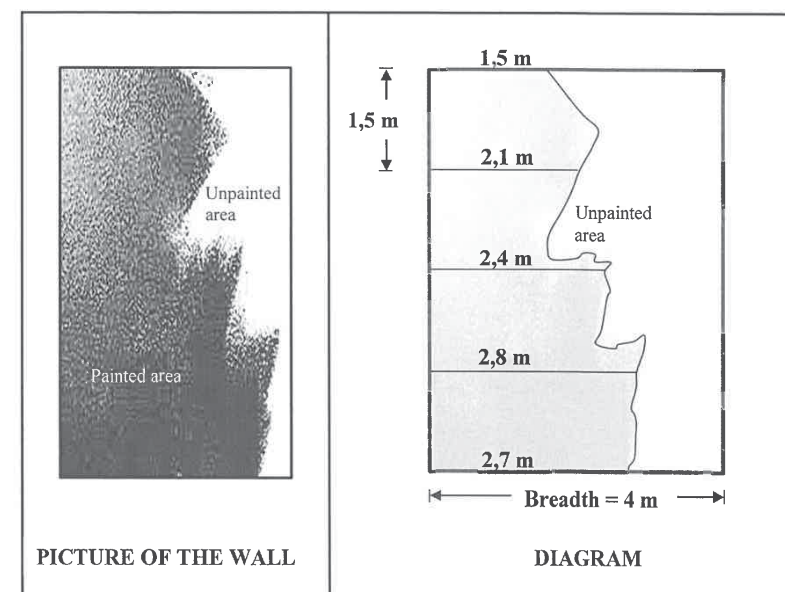 Unpainted
area
Painted area
PICTURE OF THE WALL
1,5 m
1,5 m
2,1 m
Unpainted
area
2,4 m
2,8 m
2,7 m
Breadth = 4 m
DIAGRAM